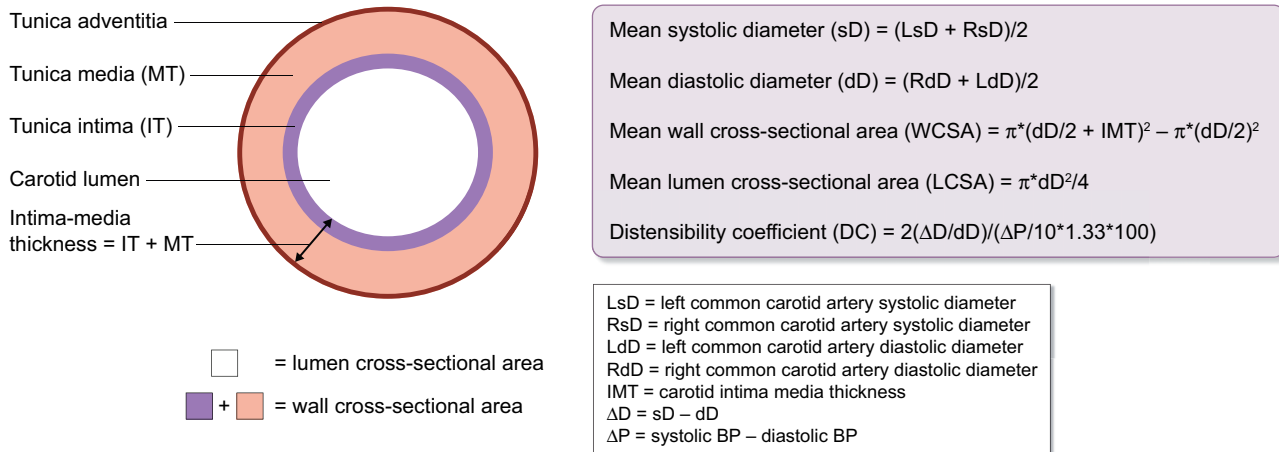 Tunica adventitia
Tunica media (MT)
Tunica intima (IT)
Carotid lumen
Intima-media
thickness = IT + MT
= lumen cross-sectional area
+ = wall cross-sectional area
Mean systolic diameter (sD) = (LsD + RsD)/2
Mean diastolic diameter (dD) = (RdD + LdD)/2
Mean wall cross-sectional area (WCSA) = π*(dD/2 + IMT)² – π*(dD/2)²
Mean lumen cross-sectional area (LCSA) = π*dD²/4
Distensibility coefficient (DC) = 2(ΔD/dD)/(ΔP/10*1.33*100)
LsD = left common carotid artery systolic diameter
RsD = right common carotid artery systolic diameter
LdD = left common carotid artery diastolic diameter
RdD = right common carotid artery diastolic diameter
IMT = carotid intima media thickness
ΔD = sD – dD
ΔP = systolic BP – diastolic BP